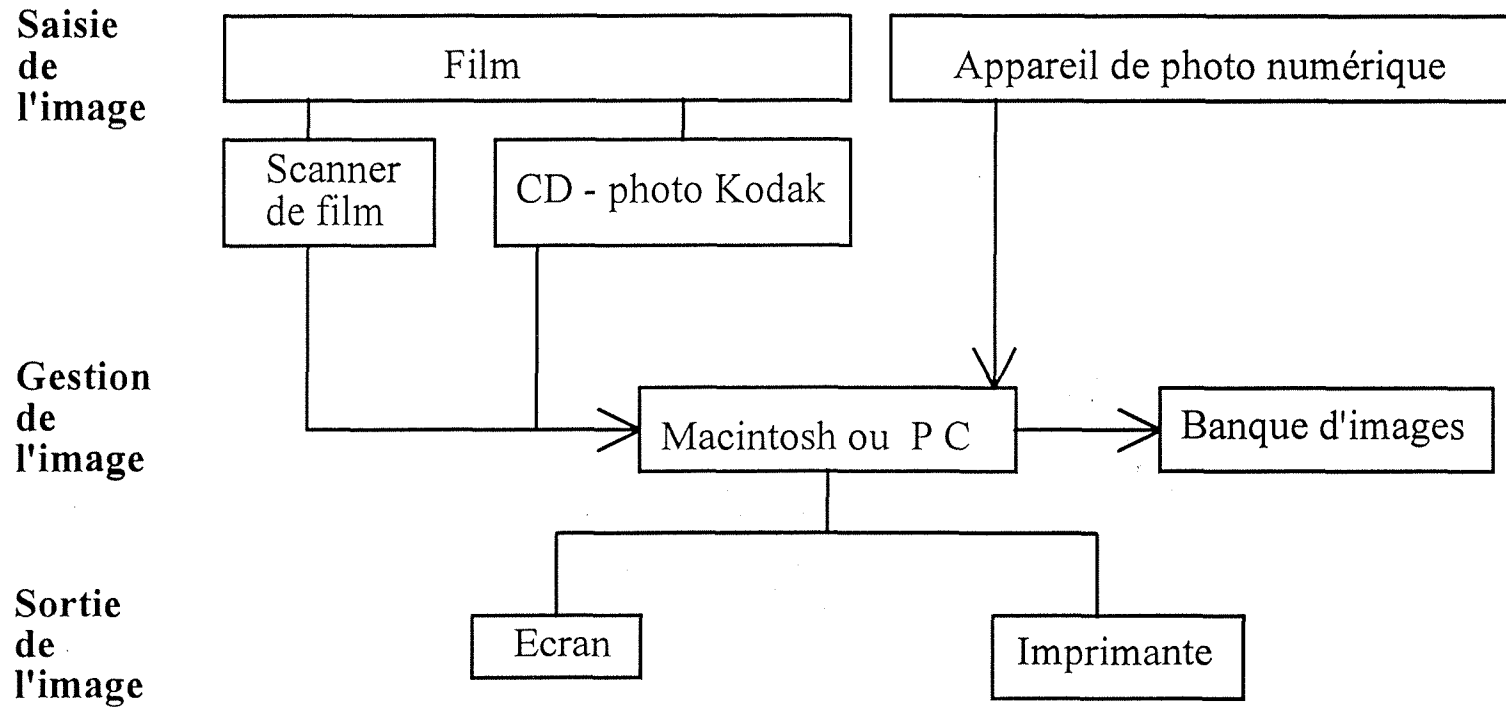 Saisie
de
l'image
Film
Appareil de photo numérique
Scanner
de film
CD - photo Kodak
Gestion
de
l'image
Macintosh ou P C
Banque d'images
Sortie
de
l'image
Ecran
Imprimante